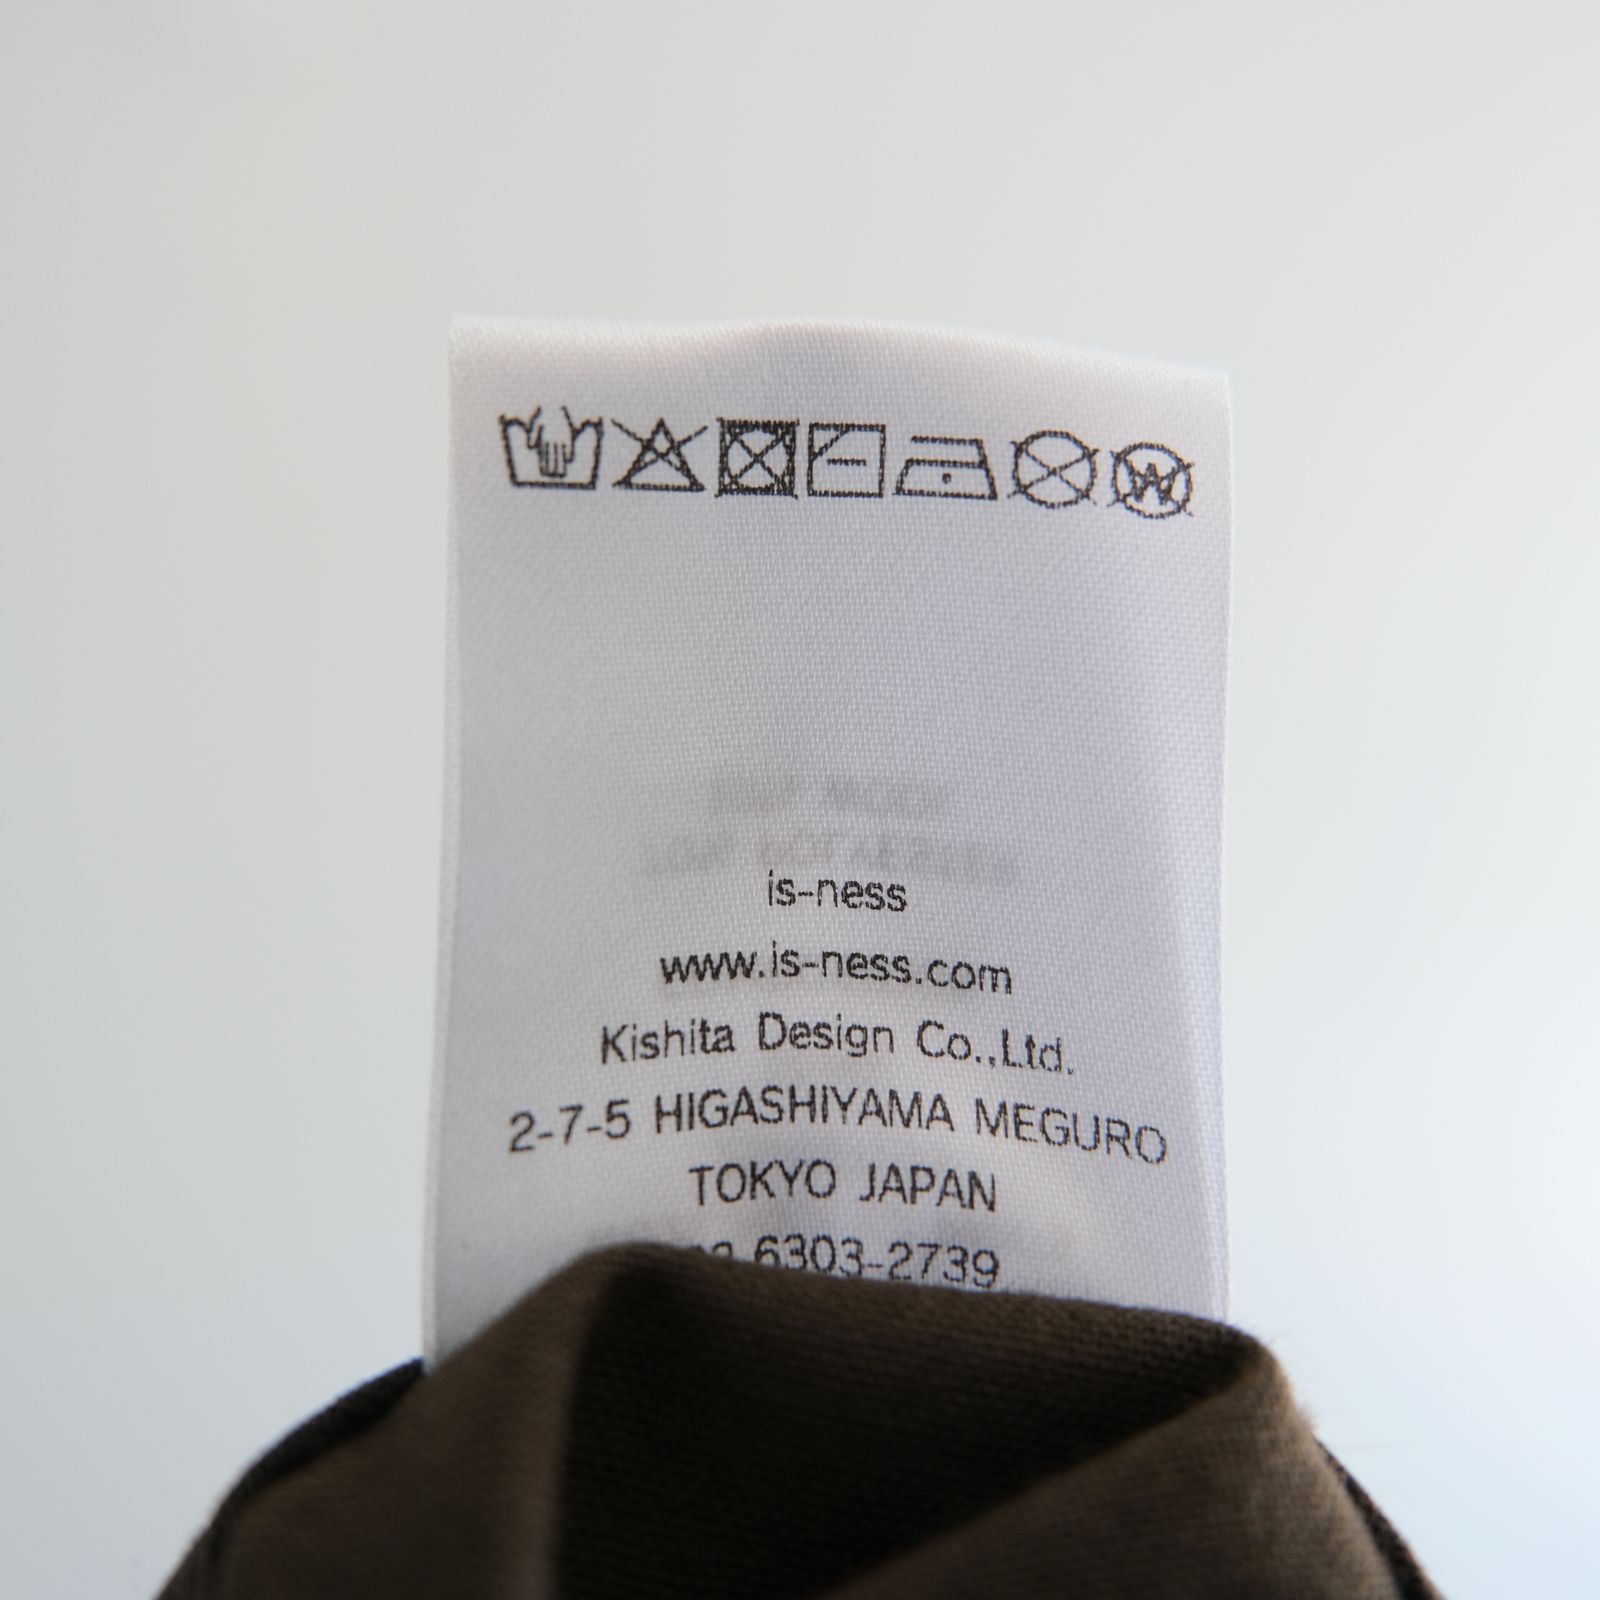 is-ness
www.is-ness.com
Kishita Design Co.,Ltd.
2-7-5 HIGASHIYAMA MEGURO
TOKYO JAPAN
6303-2739